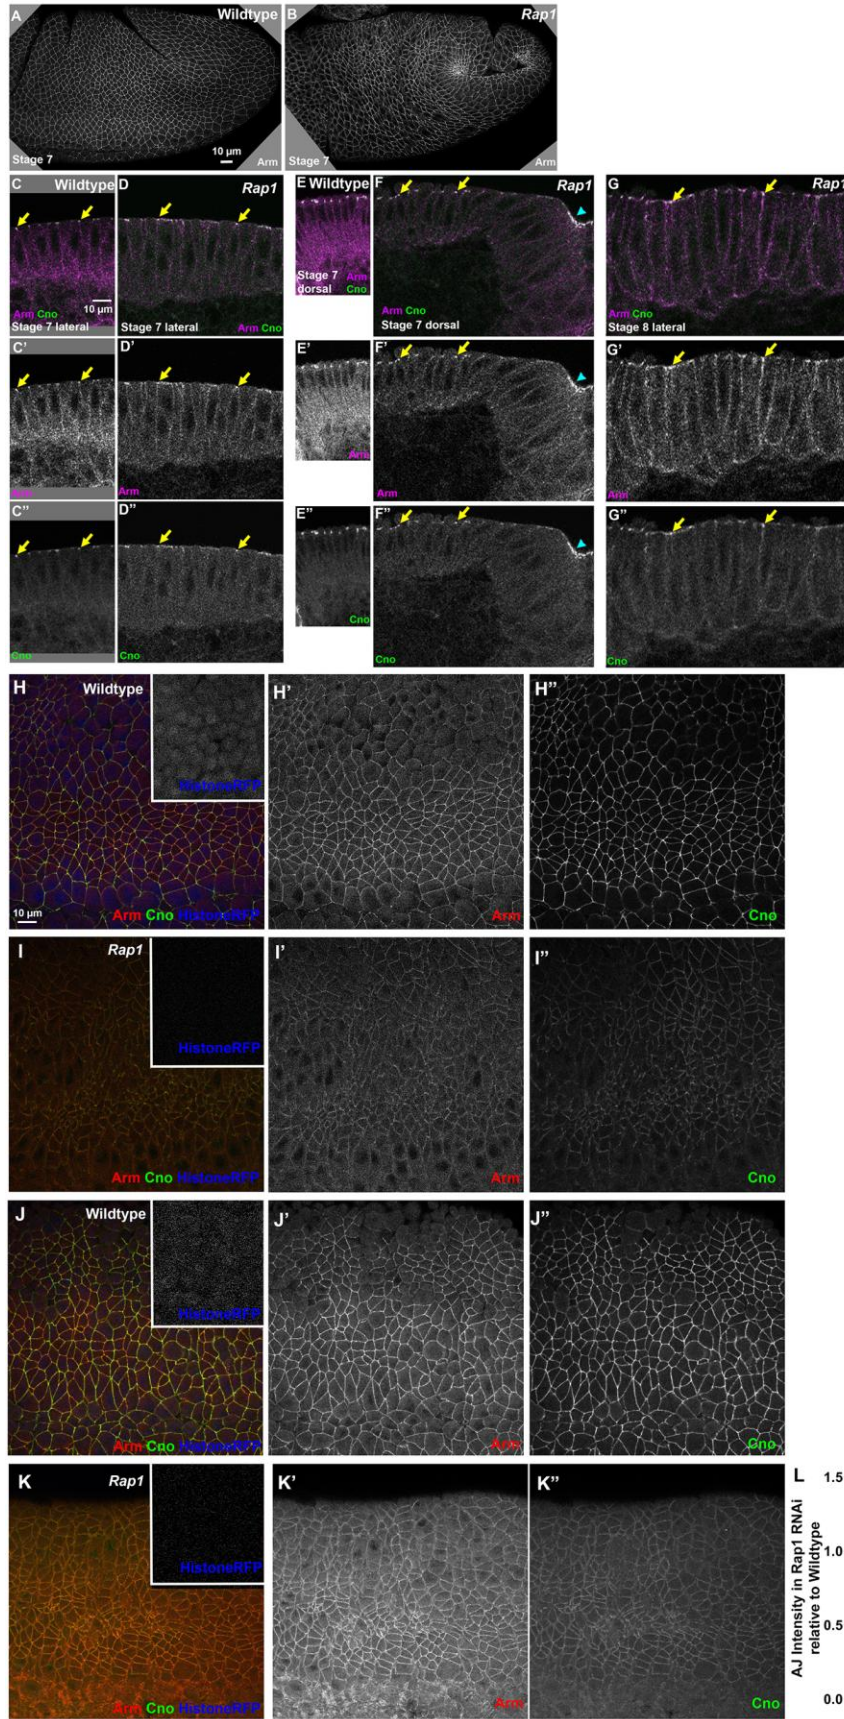 A Wildtype
Stage 7 10 µm Arm
B Rap1
Stage 7 Arm
C Wildtype
Arm Cno 10 µm
Stage 7 lateral
D Rap1
Stage 7 lateral Arm Cno
E Wildtype
Stage 7 Arm
dorsal Cno
F Rap1
Arm Cno
Stage 7 dorsal
G Rap1
Arm Cno
Stage 8 lateral
C'
Arm
D'
Arm
E'
Arm
F'
Arm
G'
Arm
C''
Cno
D''
Cno
E''
Cno
F''
Cno
G''
Cno
H Wildtype
HistoneRFP
10 µm Arm Cno HistoneRFP
H'
Arm
H''
Cno
I Rap1
HistoneRFP
Arm Cno HistoneRFP
I'
Arm
I''
Cno
J Wildtype
HistoneRFP
Arm Cno HistoneRFP
J'
Arm
J''
Cno
K Rap1
HistoneRFP
Arm Cno HistoneRFP
K'
Arm
K''
Cno
L
AJ Intensity in Rap1 RNAi
relative to Wildtype
1.5
1.0
0.5
0.0